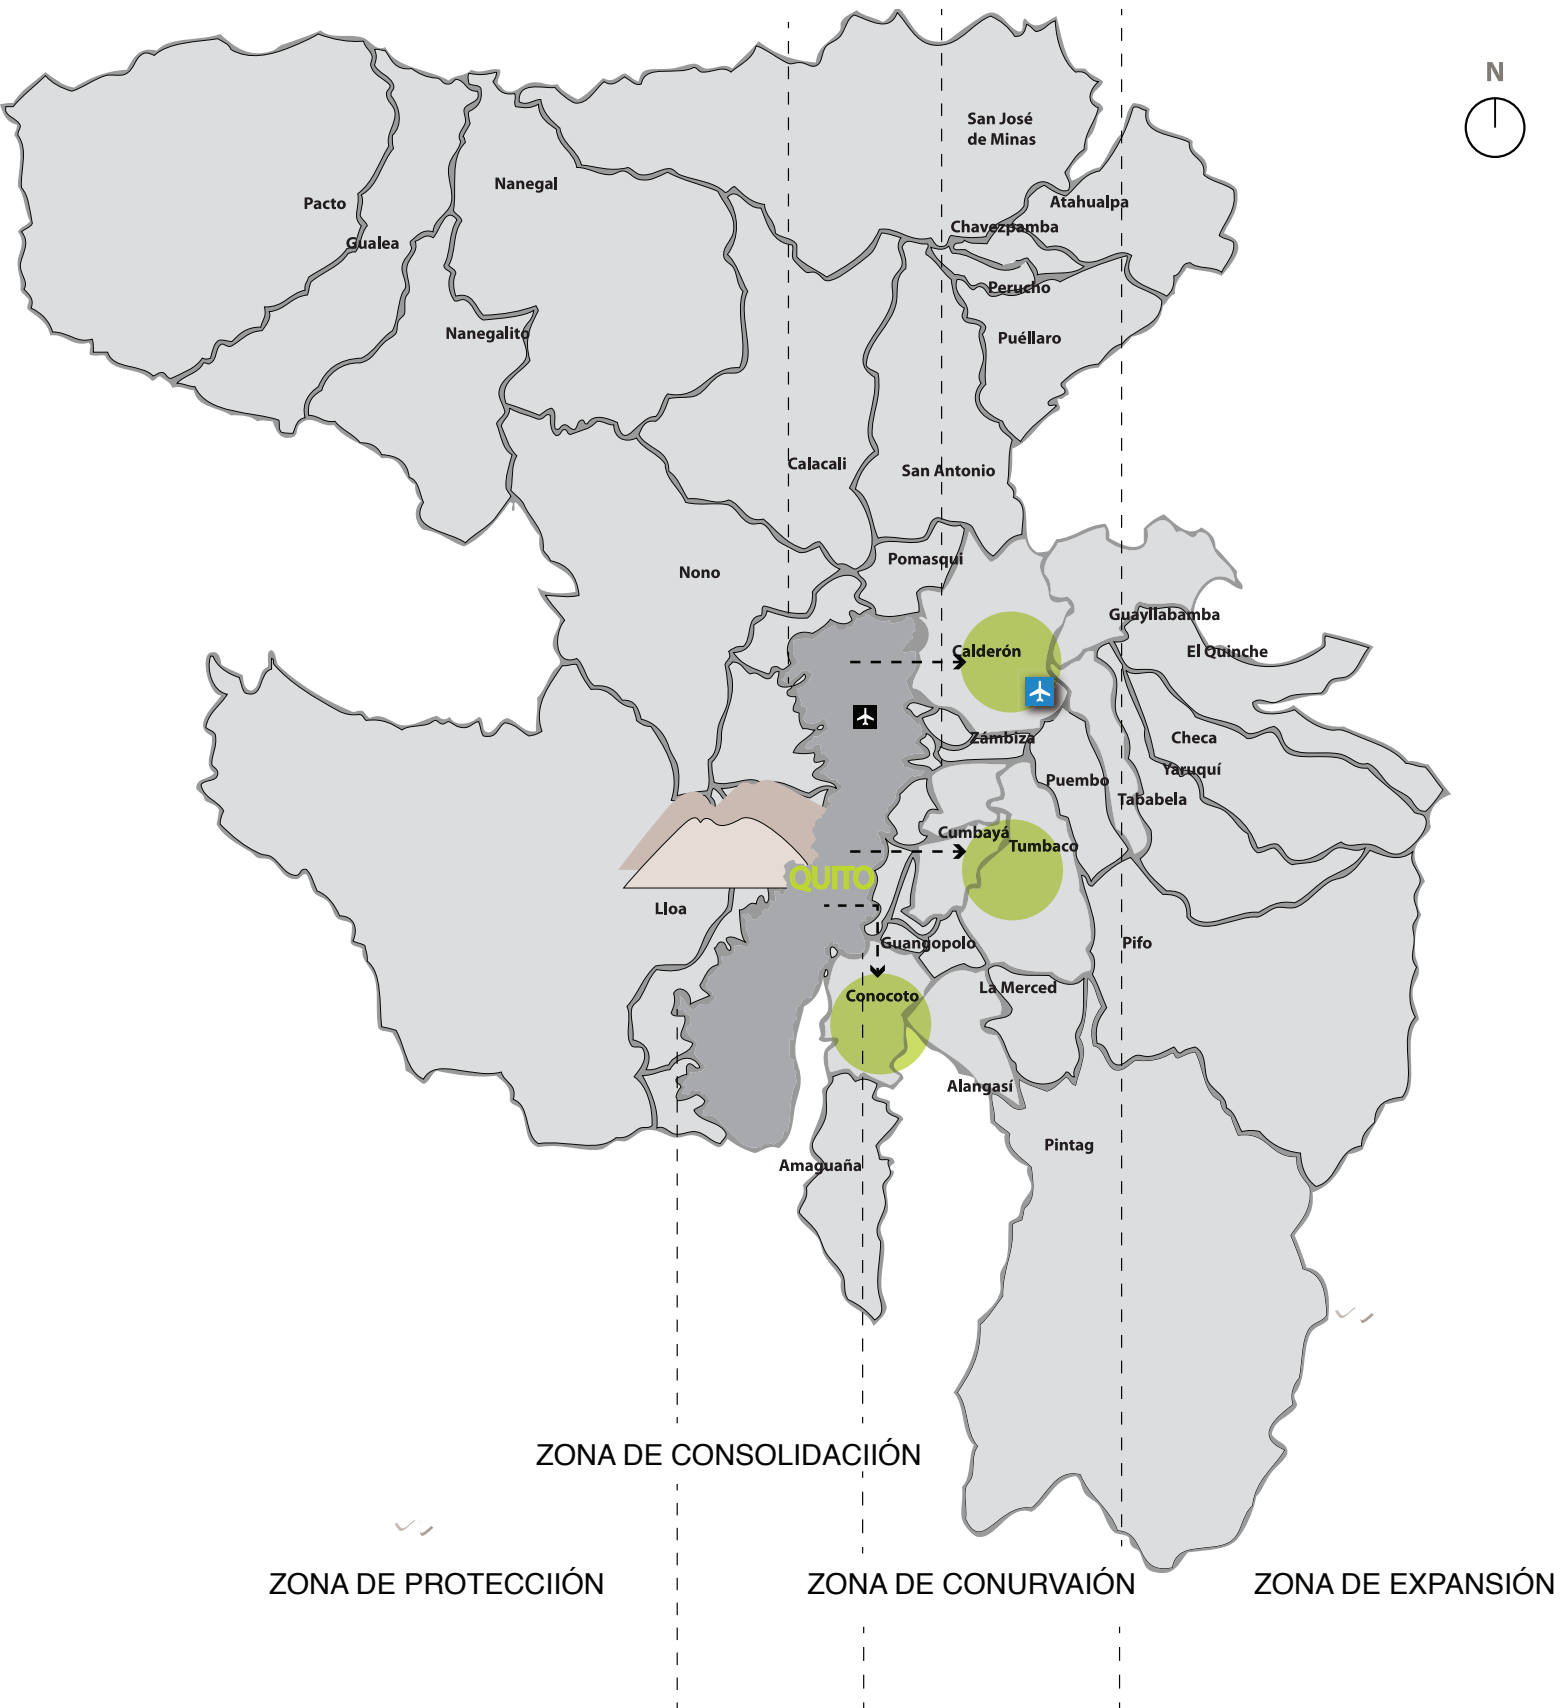 N
San José
de Minas
Nanegal
Pacto
Atahualpa
Chavezpamba
Gualea
Perucho
Nanegalito
Puéllaro
Calacali
San Antonio
Pomasqui
Nono
Guayllabamba
Calderón
El Quinche
Zámbiza
Checa
Yaruquí
Puembo
Tababela
Cumbayá
Tumbaco
QUITO
Lloa
Guangopolo
Pifo
La Merced
Conocoto
Alangasí
Pintag
Amaguaña
ZONA DE CONSOLIDACIIÓN
ZONA DE PROTECCIIÓN
ZONA DE CONURVAIÓN
ZONA DE EXPANSIÓN